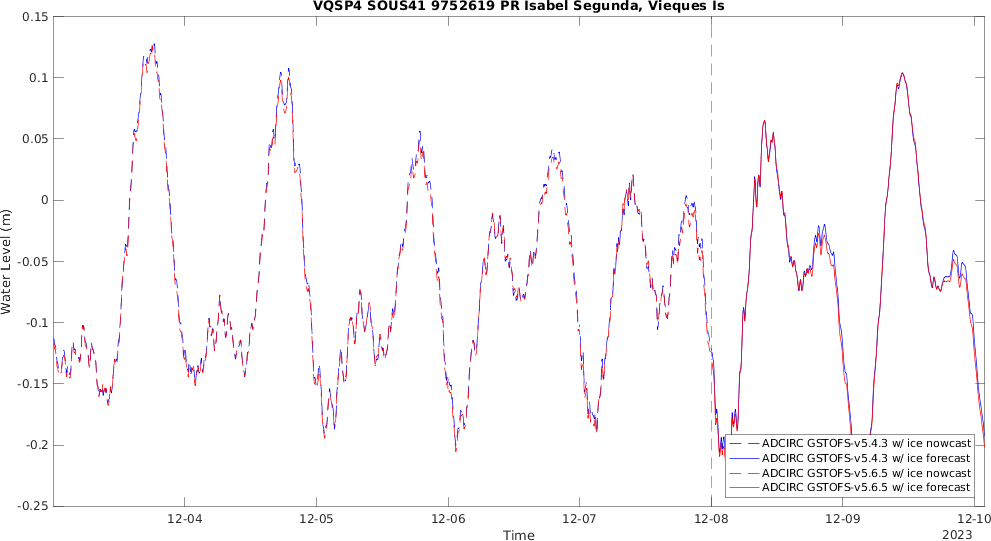 VQSP4 SOUS41 9752619 PR Isabel Segunda, Vieques Is
0.15
0.1
0.05
0
-0.05
-0.1
-0.15
-0.2
-0.25
Water Level (m)
ADCIRC GSTOFS-v5.4.3 w/ ice nowcast
ADCIRC GSTOFS-v5.4.3 w/ ice forecast
ADCIRC GSTOFS-v5.6.5 w/ ice nowcast
ADCIRC GSTOFS-v5.6.5 w/ ice forecast
12-04 12-05 12-06 12-07 12-08 12-09 12-10
Time
2023